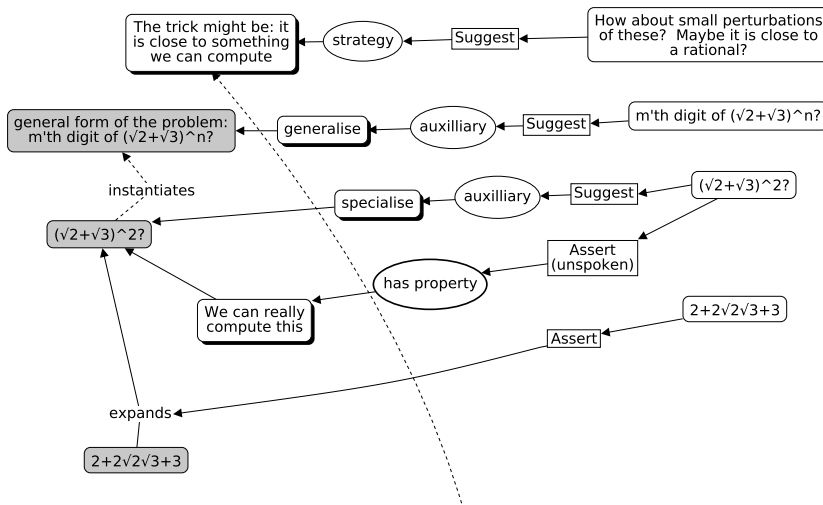 The trick might be: it
is close to something
we can compute
strategy
Suggest
How about small perturbations
of these?  Maybe it is close to
a rational?
general form of the problem:
m'th digit of (√2+√3)^n?
generalise
auxilliary
Suggest
m'th digit of (√2+√3)^n?
instantiates
specialise
auxilliary
Suggest
(√2+√3)^2?
(√2+√3)^2?
Assert
(unspoken)
has property
We can really
compute this
2+2√2√3+3
Assert
expands
2+2√2√3+3